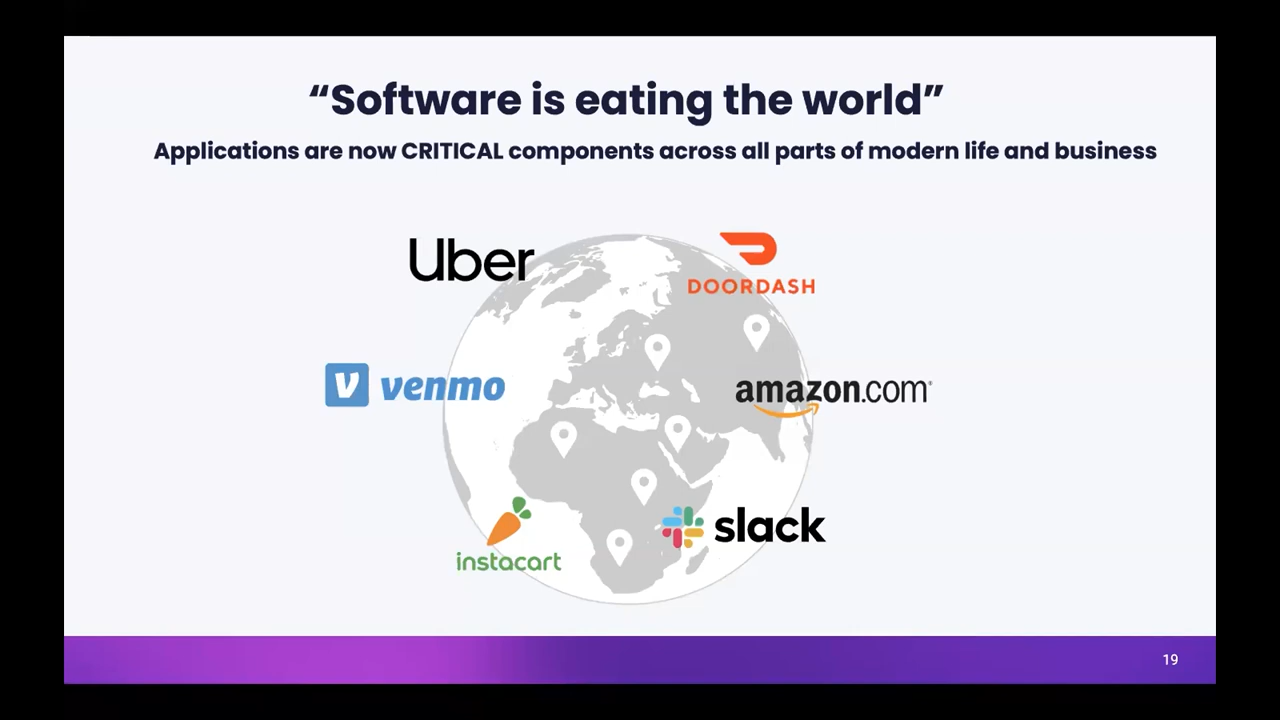 “Software is eating the world”
Applications are now CRITICAL components across all parts of modern life and business
Uber
DOORDASH
V venmo
amazon.com®
instacart
slack
19